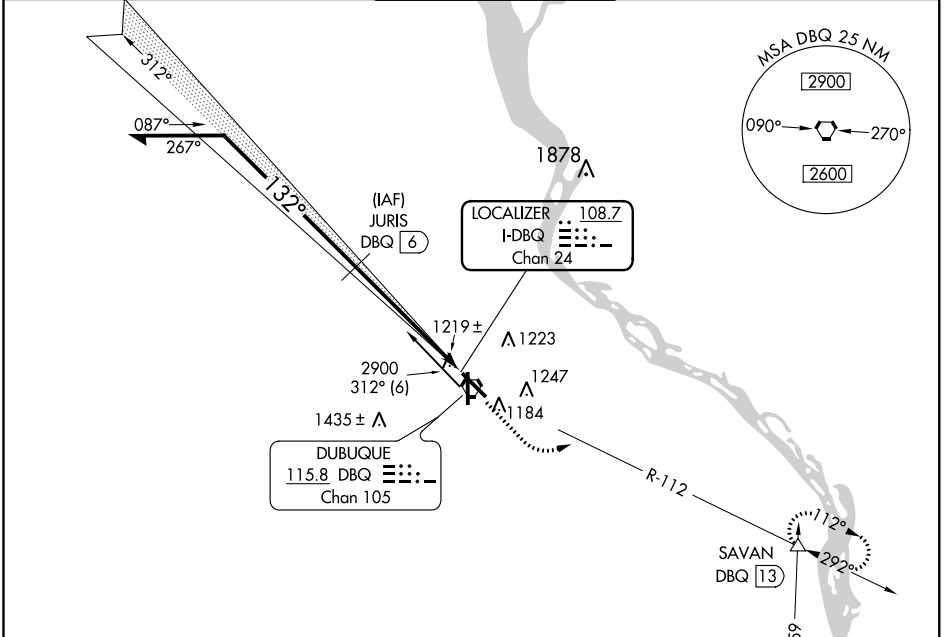 MSA DBQ 25 NM
2900
090°
270°
2600
312°
087°
267°
132°
(IAF)
JURIS
DBQ 6
1878
LOCALIZER 108.7
I-DBQ
Chan 24
1219 ±
1223
2900
312° (6)
1247
1184
1435 ±
DUBUQUE
115.8 DBQ
Chan 105
R-112
112°
292°
SAVAN
DBQ 13